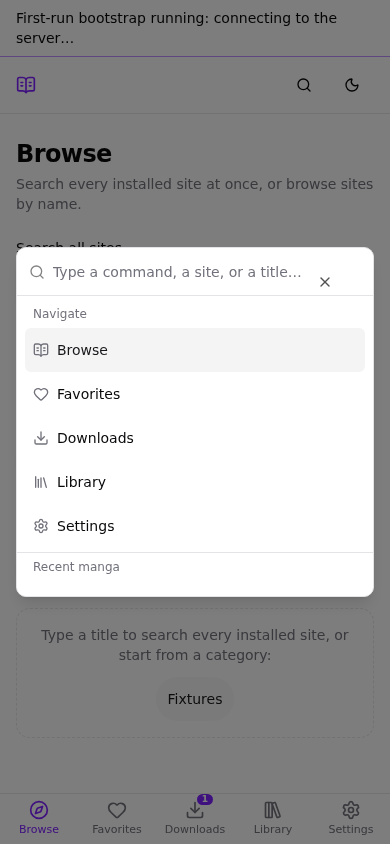 First-run bootstrap running: connecting to the
server…
Browse
Search every installed site at once, or browse sites
by name.
Type a command, a site, or a title…
Navigate
Browse
Favorites
Downloads
Library
Settings
Recent manga
Type a title to search every installed site, or
start from a category:
Fixtures
1
Browse
Favorites
Downloads
Library
Settings